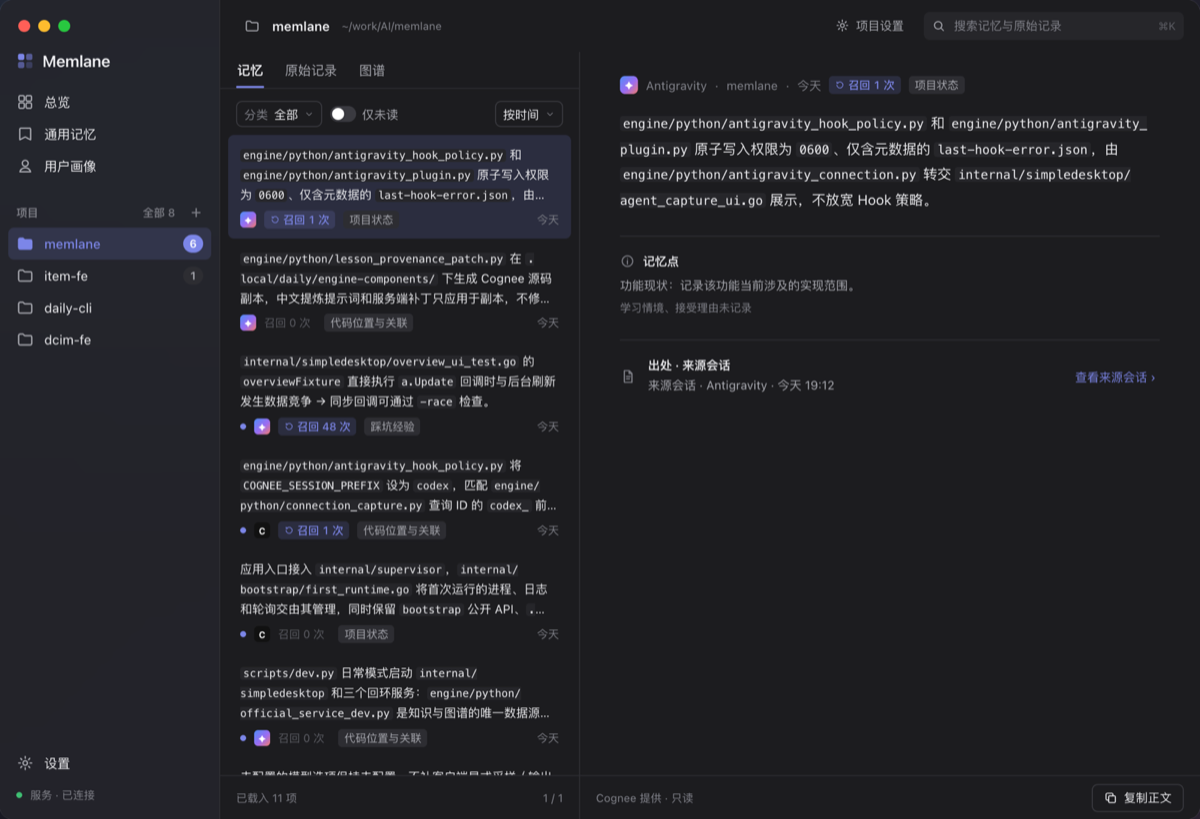 Memlane
总览
通用记忆
用户画像
项目 全部 8 +
memlane 6
item-fe 1
daily-cli
dcim-fe
设置
服务 · 已连接
memlane ~/work/AI/memlane
项目设置
搜索记忆与原始记录 ⌘K
记忆 原始记录 图谱
分类 全部 仅未读 按时间
engine/python/antigravity_hook_policy.py 和
engine/python/antigravity_plugin.py 原子写入权限
为 0600 、仅含元数据的 last-hook-error.json ，由…
召回 1 次 项目状态 今天
engine/python/lesson_provenance_patch.py 在 .
local/daily/engine-components/ 下生成 Cognee 源码
副本，中文提炼提示词和服务端补丁只应用于副本，不修…
召回 0 次 代码位置与关联 今天
internal/simpledesktop/overview_ui_test.go 的
overviewFixture 直接执行 a.Update 回调时与后台刷新
发生数据竞争 → 同步回调可通过 -race 检查。
召回 48 次 踩坑经验 今天
engine/python/antigravity_hook_policy.py 将
COGNEE_SESSION_PREFIX 设为 codex ，匹配 engine/
python/connection_capture.py 查询 ID 的 codex_ 前…
C 召回 1 次 代码位置与关联 今天
应用入口接入 internal/supervisor ， internal/
bootstrap/first_runtime.go 将首次运行的进程、日志
和轮询交由其管理，同时保留 bootstrap 公开 API、 .…
C 召回 0 次 项目状态 今天
scripts/dev.py 日常模式启动 internal/
simpledesktop 和三个回环服务： engine/python/
official_service_dev.py 是知识与图谱的唯一数据源…
召回 0 次 代码位置与关联 今天
已载入 11 项 1 / 1
Antigravity · memlane · 今天 召回 1 次 项目状态
engine/python/antigravity_hook_policy.py 和 engine/python/antigravity_
plugin.py 原子写入权限为 0600 、仅含元数据的 last-hook-error.json ，由
engine/python/antigravity_connection.py 转交 internal/simpledesktop/
agent_capture_ui.go 展示，不放宽 Hook 策略。
记忆点
功能现状：记录该功能当前涉及的实现范围。
学习情境、接受理由未记录
出处 · 来源会话
来源会话 · Antigravity · 今天 19:12
查看来源会话 ›
Cognee 提供 · 只读
复制正文